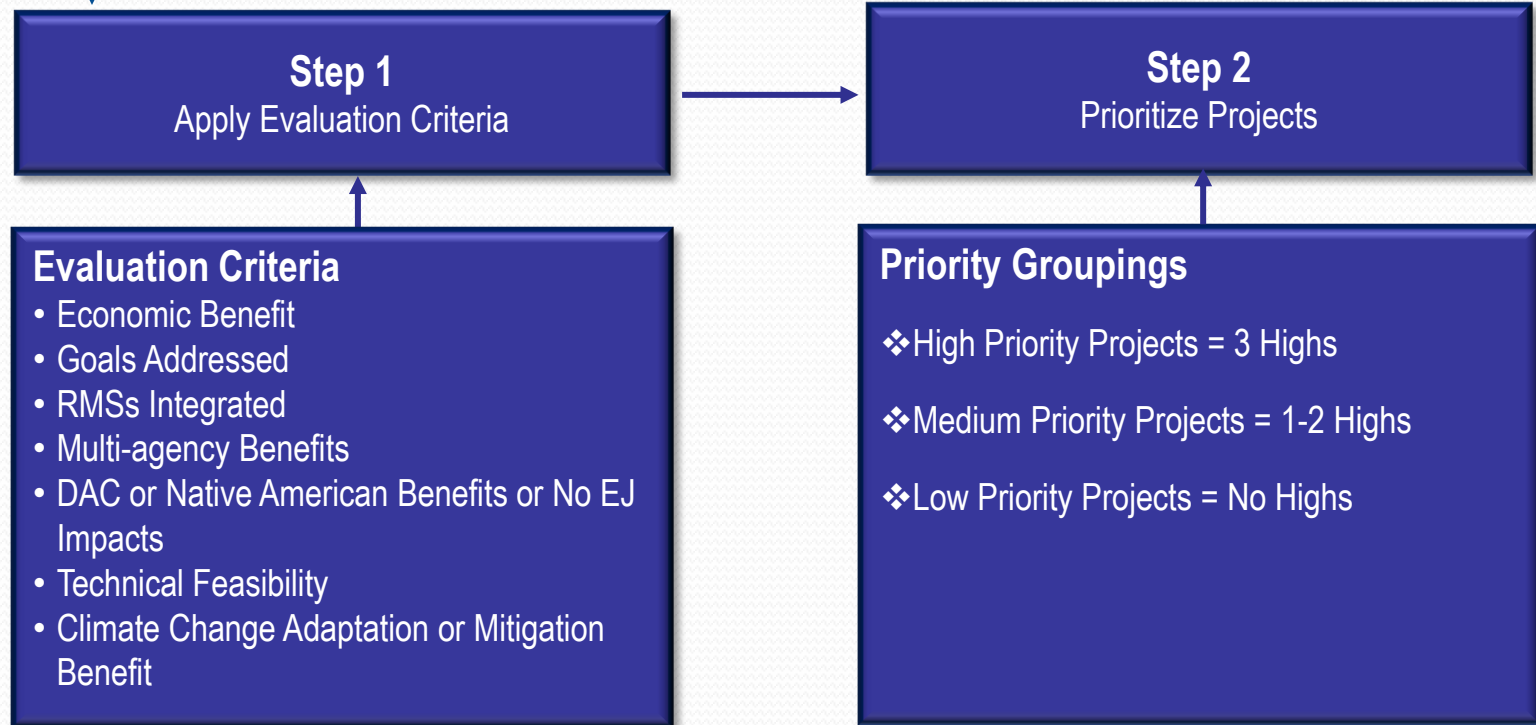 Step 1
Apply Evaluation Criteria
Step 2
Prioritize Projects
Evaluation Criteria
• Economic Benefit
• Goals Addressed
• RMSs Integrated
• Multi-agency Benefits
• DAC or Native American Benefits or No EJ
Impacts
• Technical Feasibility
• Climate Change Adaptation or Mitigation
Benefit
Priority Groupings
❖High Priority Projects = 3 Highs
❖Medium Priority Projects = 1-2 Highs
❖Low Priority Projects = No Highs